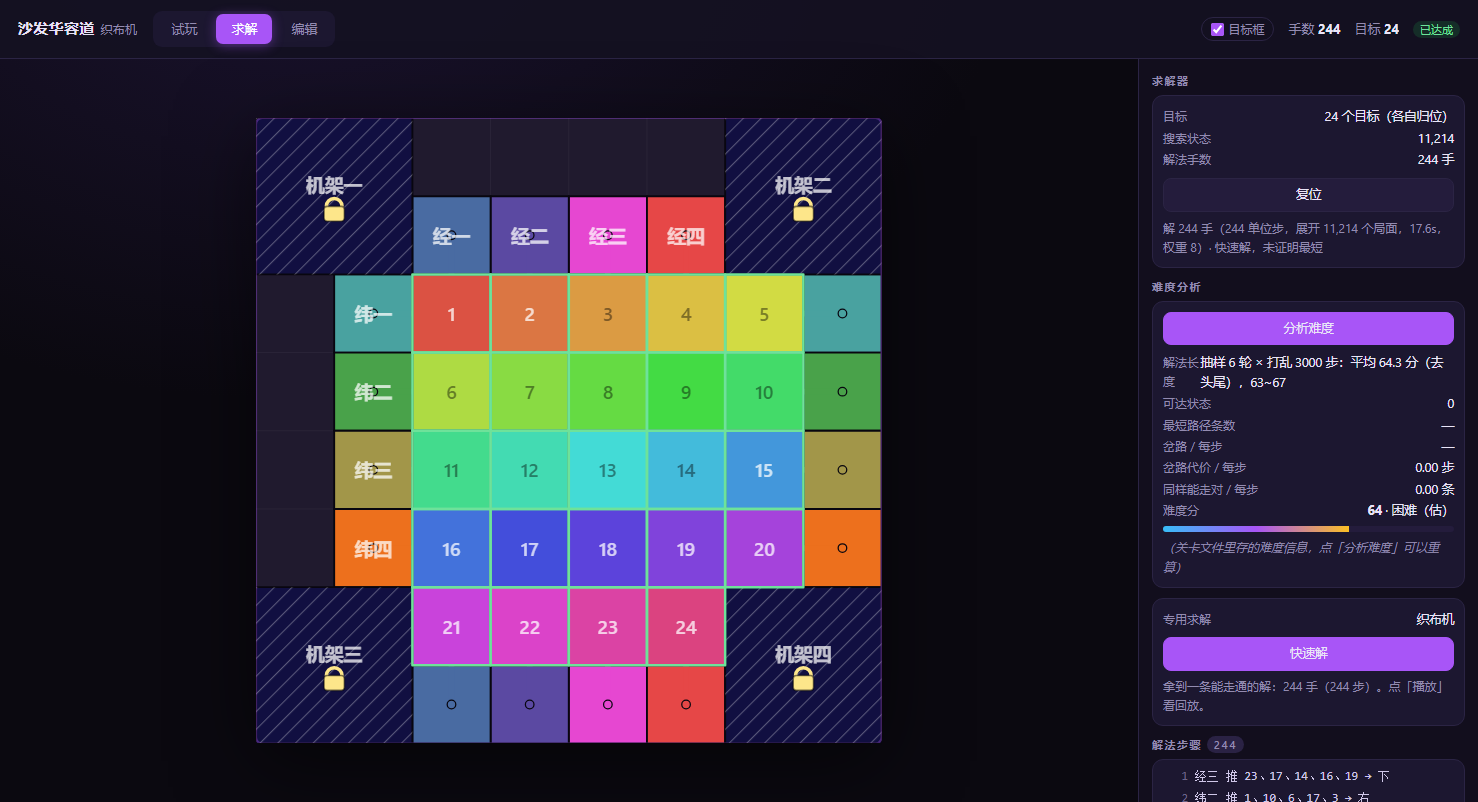 沙发华容道 织布机 试玩 求解 编辑 目标框 手数 244 目标 24 已达成
求解器
目标 24 个目标（各自归位）
搜索状态 11,214
解法手数 244 手
复位
解 244 手（244 单位步，展开 11,214 个局面，17.6s，
权重 8）· 快速解，未证明最短
难度分析
分析难度
解法长度 抽样 6 轮 × 打乱 3000 步：平均 64.3 分（去
头尾），63~67
可达状态 0
最短路径条数 —
岔路 / 每步 —
岔路代价 / 每步 0.00 步
同样能走对 / 每步 0.00 条
难度分 64 · 困难（估）
（关卡文件里存的难度信息，点「分析难度」可以重
算）
专用求解 织布机
快速解
拿到一条能走通的解：244 手（244 步）。点「播放」
看回放。
解法步骤 244
1 经三 推 23、17、14、16、19 → 下
2 纬二 推 1、10、6、17、3 → 右
机架一 机架二
经一 经二 经三 经四
纬一 1 2 3 4 5
纬二 6 7 8 9 10
纬三 11 12 13 14 15
纬四 16 17 18 19 20
21 22 23 24
机架三 机架四